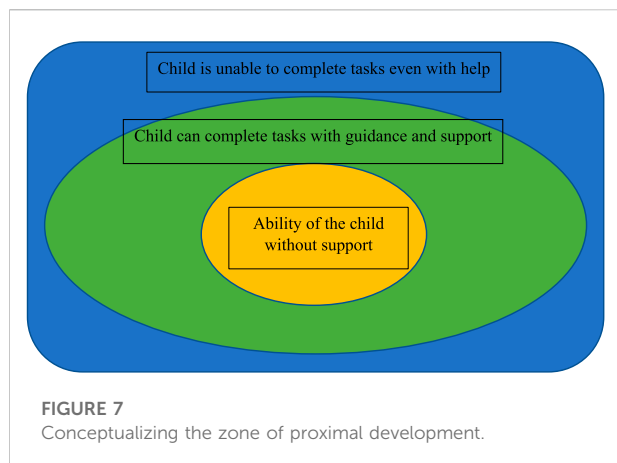 Child is unable to complete tasks even with help
Child can complete tasks with guidance and support
Ability of the child
without support
FIGURE 7
Conceptualizing the zone of proximal development.